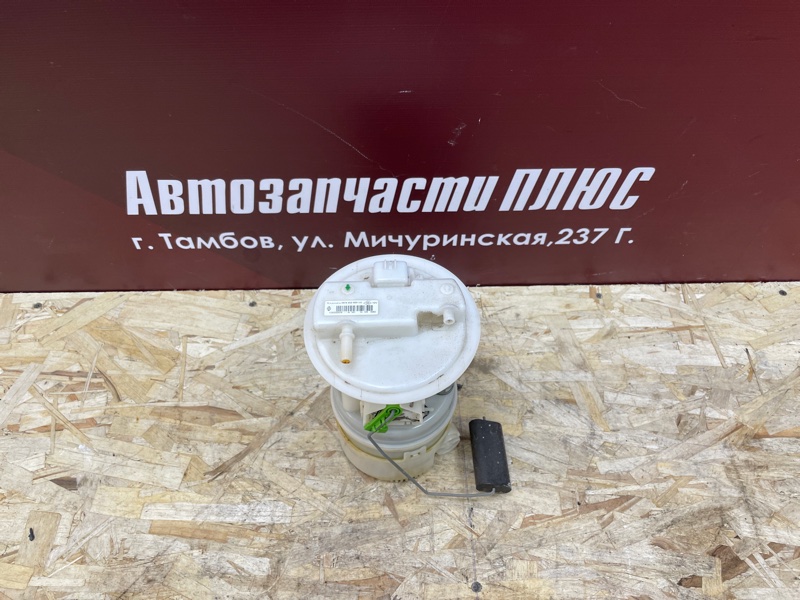 Автозапчасти ПЛЮС
г. Тамбов, ул. Мичуринская,237 Г.